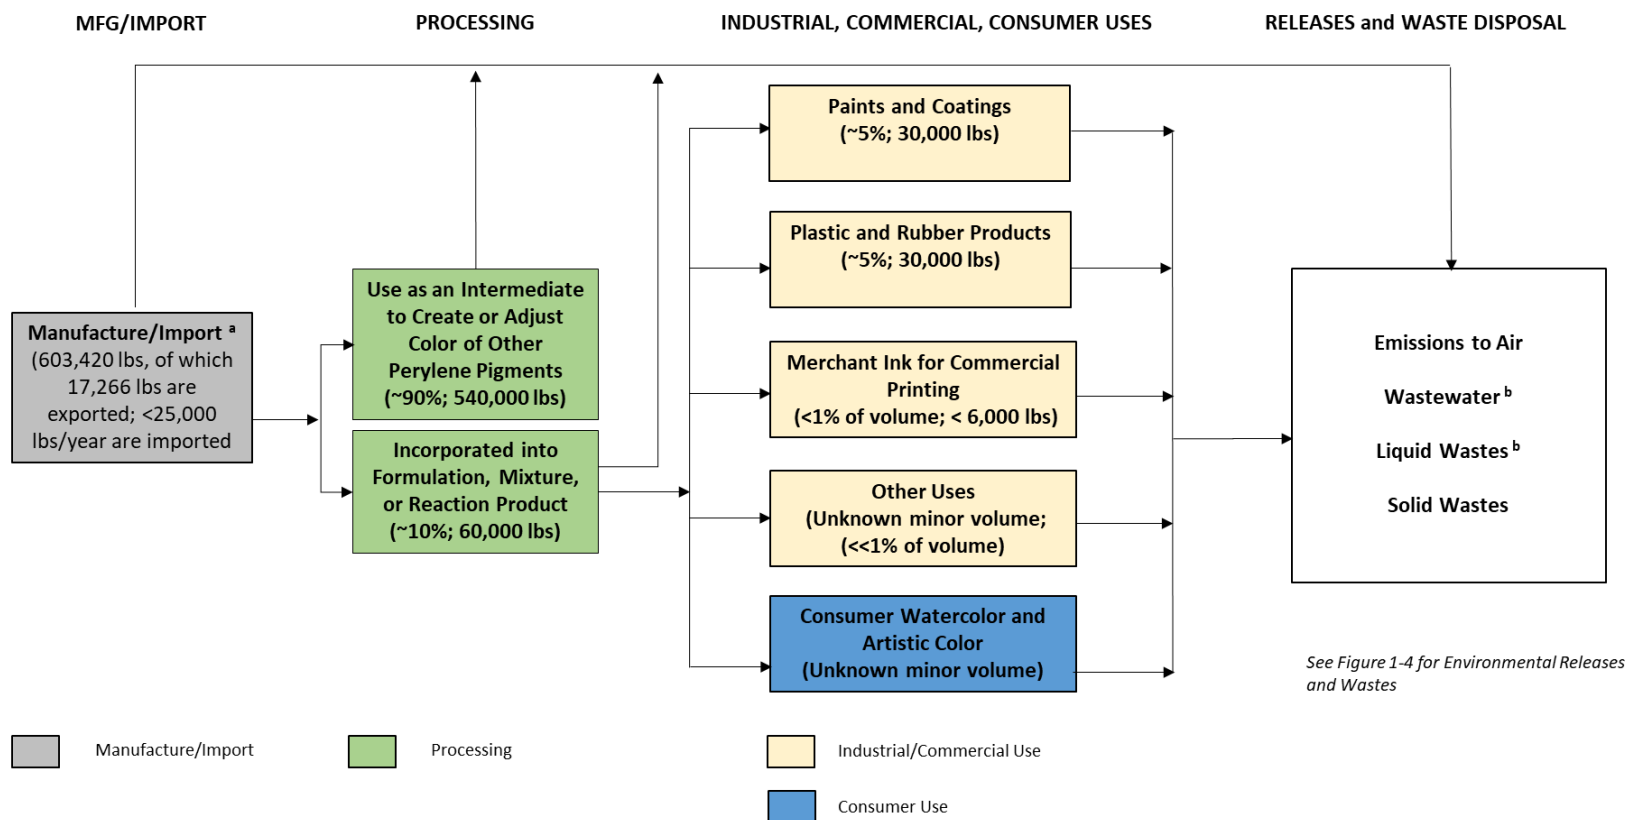 MFG/IMPORT
PROCESSING
INDUSTRIAL, COMMERCIAL, CONSUMER USES
RELEASES and WASTE DISPOSAL
Manufacture/Import a
(603,420 lbs, of which
17,266 lbs are
exported; <25,000
lbs/year are imported
Use as an Intermediate
to Create or Adjust
Color of Other
Perylene Pigments
(~90%; 540,000 lbs)
Incorporated into
Formulation, Mixture,
or Reaction Product
(~10%; 60,000 lbs)
Paints and Coatings
(~5%; 30,000 lbs)
Plastic and Rubber Products
(~5%; 30,000 lbs)
Merchant Ink for Commercial
Printing
(<1% of volume; < 6,000 lbs)
Other Uses
(Unknown minor volume;
(<<1% of volume)
Consumer Watercolor and
Artistic Color
(Unknown minor volume)
Emissions to Air
Wastewater b
Liquid Wastes b
Solid Wastes
See Figure 1-4 for Environmental Releases
and Wastes
Manufacture/Import
Processing
Industrial/Commercial Use
Consumer Use